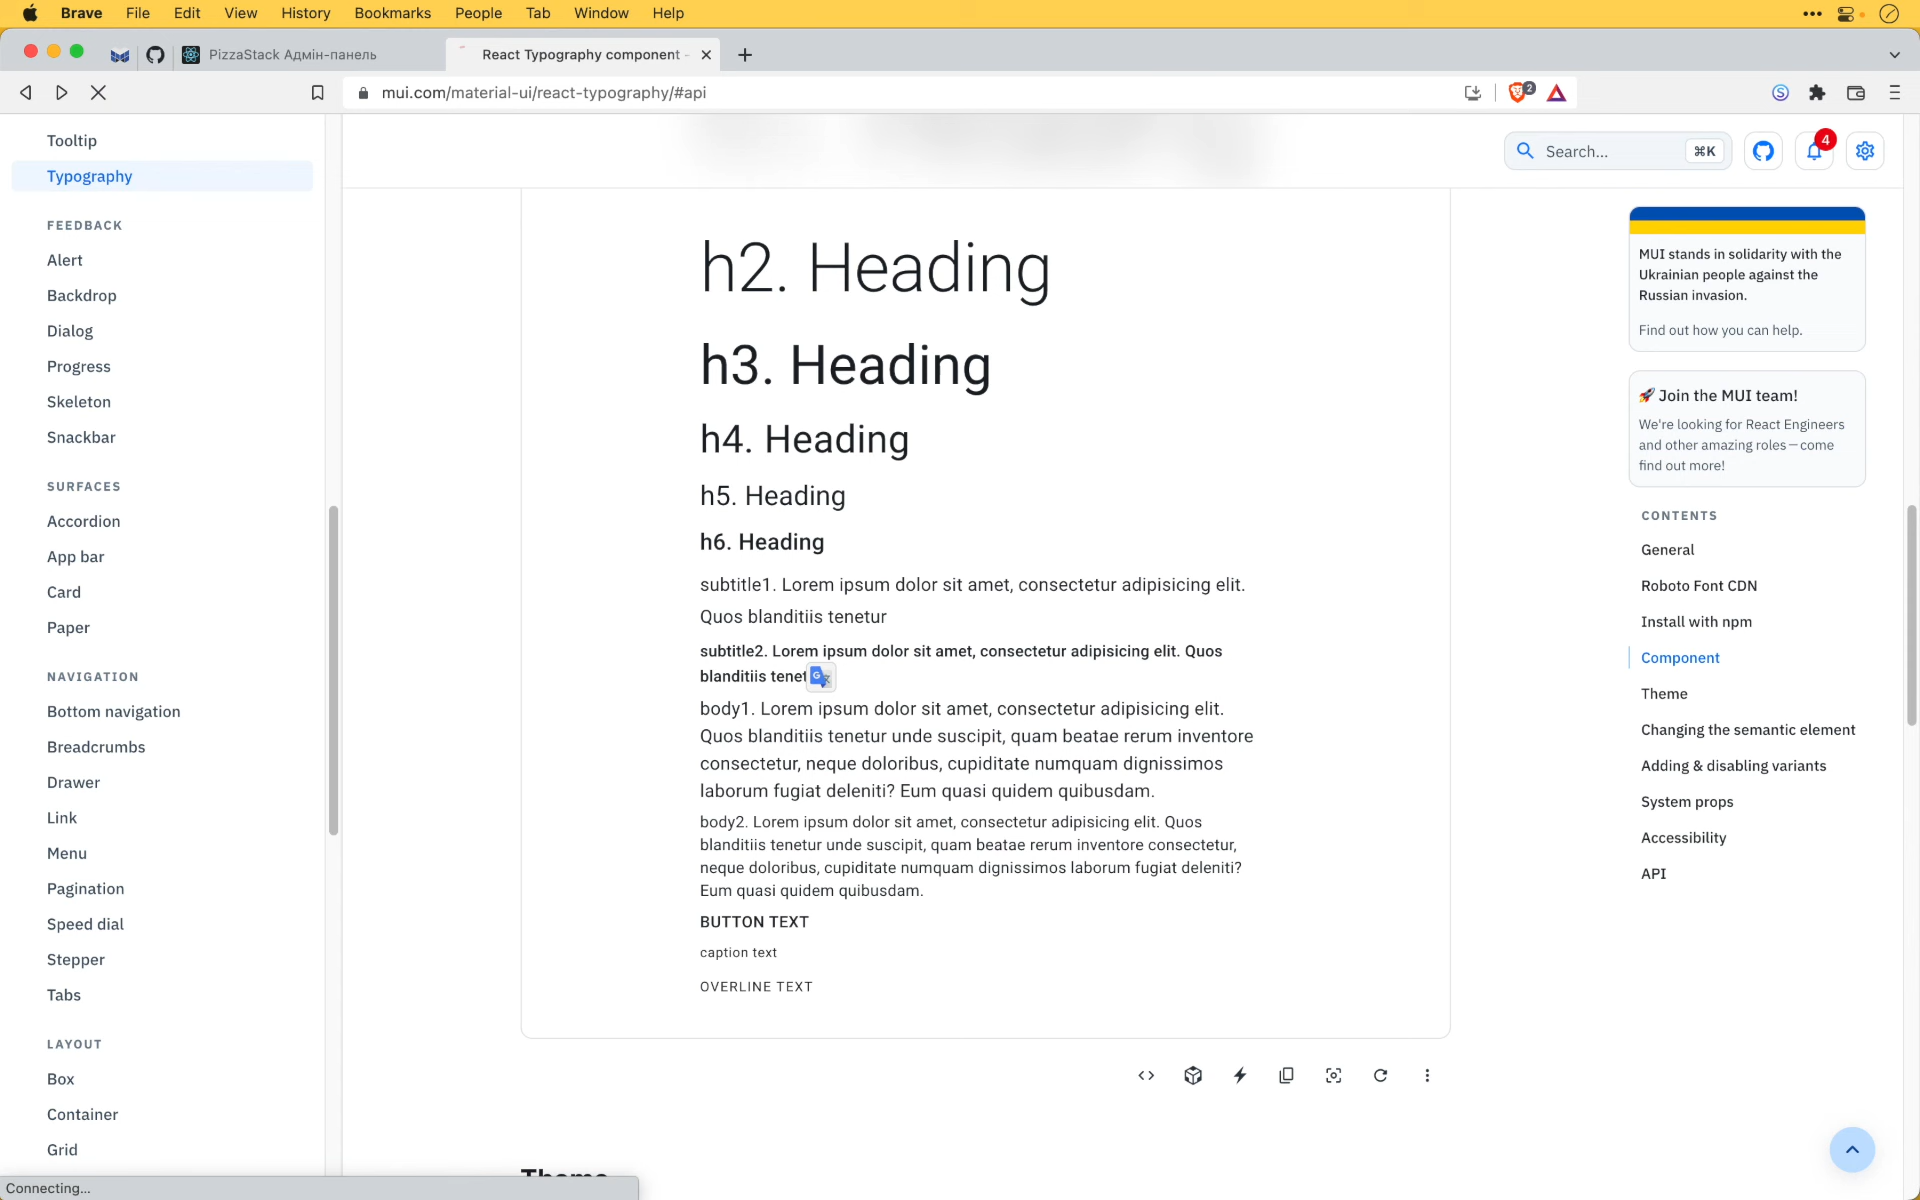 Brave File Edit View History Bookmarks People Tab Window Help
PizzaStack Адмін-панель
React Typography component -
mui.com/material-ui/react-typography/#api
2
Tooltip
Typography
FEEDBACK
Alert
Backdrop
Dialog
Progress
Skeleton
Snackbar
SURFACES
Accordion
App bar
Card
Paper
NAVIGATION
Bottom navigation
Breadcrumbs
Drawer
Link
Menu
Pagination
Speed dial
Stepper
Tabs
LAYOUT
Box
Container
Grid
Connecting...
Search...
⌘K
4
h2. Heading
h3. Heading
h4. Heading
h5. Heading
h6. Heading
subtitle1. Lorem ipsum dolor sit amet, consectetur adipisicing elit.
Quos blanditiis tenetur
subtitle2. Lorem ipsum dolor sit amet, consectetur adipisicing elit. Quos
blanditiis tenet
body1. Lorem ipsum dolor sit amet, consectetur adipisicing elit.
Quos blanditiis tenetur unde suscipit, quam beatae rerum inventore
consectetur, neque doloribus, cupiditate numquam dignissimos
laborum fugiat deleniti? Eum quasi quidem quibusdam.
body2. Lorem ipsum dolor sit amet, consectetur adipisicing elit. Quos
blanditiis tenetur unde suscipit, quam beatae rerum inventore consectetur,
neque doloribus, cupiditate numquam dignissimos laborum fugiat deleniti?
Eum quasi quidem quibusdam.
BUTTON TEXT
caption text
OVERLINE TEXT
Theme
MUI stands in solidarity with the
Ukrainian people against the
Russian invasion.
Find out how you can help.
🚀 Join the MUI team!
We're looking for React Engineers
and other amazing roles—come
find out more!
CONTENTS
General
Roboto Font CDN
Install with npm
Component
Theme
Changing the semantic element
Adding & disabling variants
System props
Accessibility
API